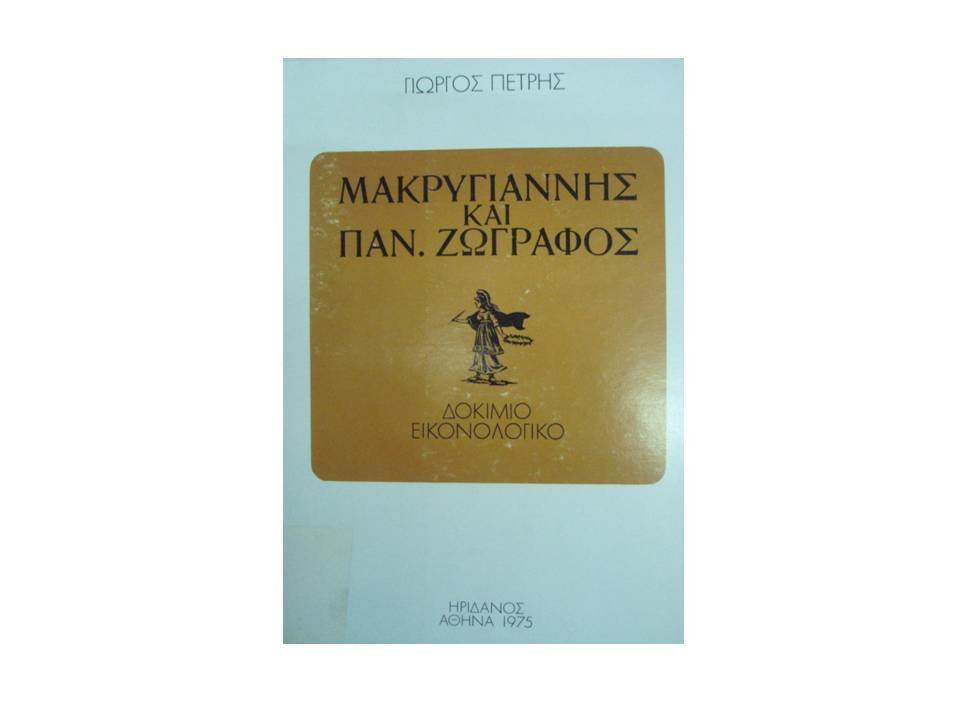 ΓΙΩΡΓΟΣ ΠΕΤΡΗΣ
ΜΑΚΡΥΓΙΑΝΝΗΣ
ΚΑΙ
ΠΑΝ. ΖΩΓΡΑΦΟΣ
ΔΟΚΙΜΙΟ
ΕΙΚΟΝΟΛΟΓΙΚΟ
ΗΡΙΔΑΝΟΣ
ΑΘΗΝΑ 1975